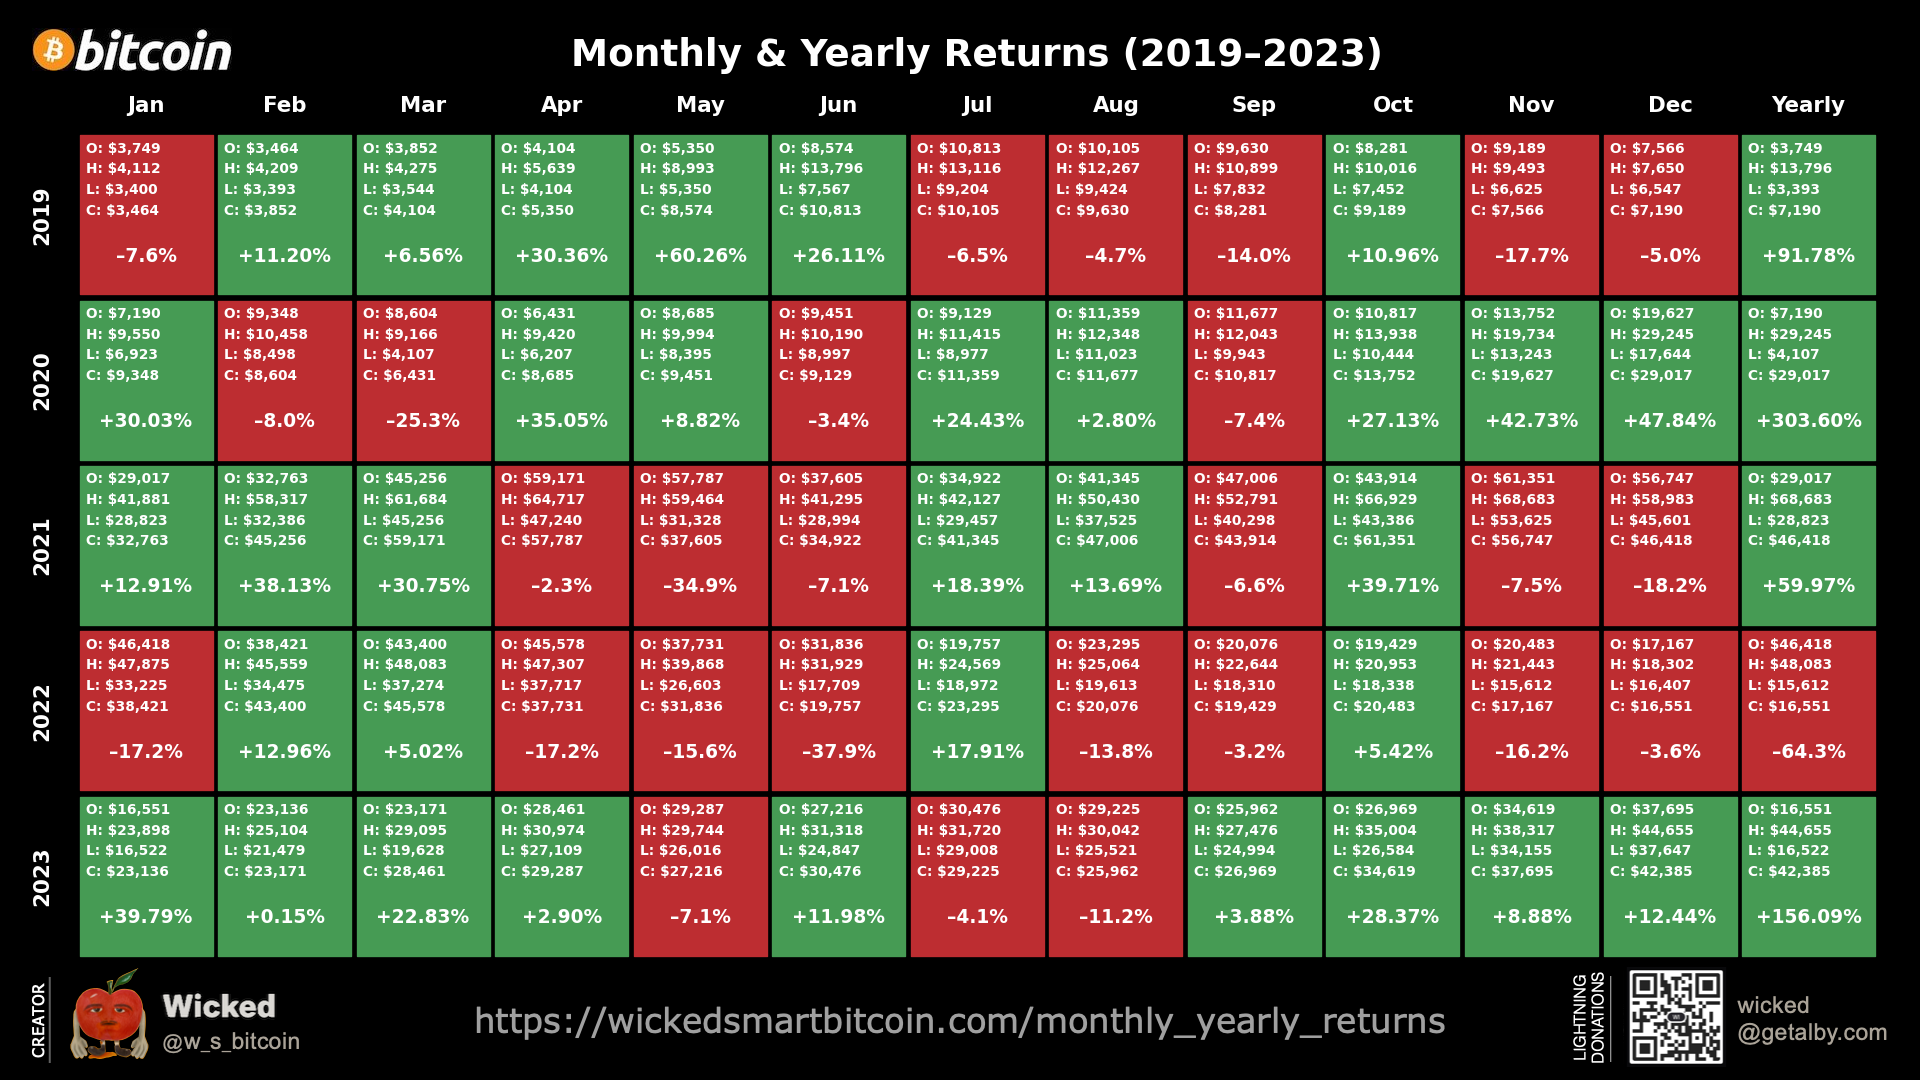 bitcoin
Monthly & Yearly Returns (2019–2023)
Jan Feb Mar Apr May Jun Jul Aug Sep Oct Nov Dec Yearly
2019
O: $3,749 O: $3,464 O: $3,852 O: $4,104 O: $5,350 O: $8,574 O: $10,813 O: $10,105 O: $9,630 O: $8,281 O: $9,189 O: $7,566 O: $3,749
H: $4,112 H: $4,209 H: $4,275 H: $5,639 H: $8,993 H: $13,796 H: $13,116 H: $12,267 H: $10,899 H: $10,016 H: $9,493 H: $7,650 H: $13,796
L: $3,400 L: $3,393 L: $3,544 L: $4,104 L: $5,350 L: $7,567 L: $9,204 L: $9,424 L: $7,832 L: $7,452 L: $6,625 L: $6,547 L: $3,393
C: $3,464 C: $3,852 C: $4,104 C: $5,350 C: $8,574 C: $10,813 C: $10,105 C: $9,630 C: $8,281 C: $9,189 C: $7,566 C: $7,190 C: $7,190
–7.6% +11.20% +6.56% +30.36% +60.26% +26.11% –6.5% –4.7% –14.0% +10.96% –17.7% –5.0% +91.78%
2020
O: $7,190 O: $9,348 O: $8,604 O: $6,431 O: $8,685 O: $9,451 O: $9,129 O: $11,359 O: $11,677 O: $10,817 O: $13,752 O: $19,627 O: $7,190
H: $9,550 H: $10,458 H: $9,166 H: $9,420 H: $9,994 H: $10,190 H: $11,415 H: $12,348 H: $12,043 H: $13,938 H: $19,734 H: $29,245 H: $29,245
L: $6,923 L: $8,498 L: $4,107 L: $6,207 L: $8,395 L: $8,997 L: $8,977 L: $11,023 L: $9,943 L: $10,444 L: $13,243 L: $17,644 L: $4,107
C: $9,348 C: $8,604 C: $6,431 C: $8,685 C: $9,451 C: $9,129 C: $11,359 C: $11,677 C: $10,817 C: $13,752 C: $19,627 C: $29,017 C: $29,017
+30.03% –8.0% –25.3% +35.05% +8.82% –3.4% +24.43% +2.80% –7.4% +27.13% +42.73% +47.84% +303.60%
2021
O: $29,017 O: $32,763 O: $45,256 O: $59,171 O: $57,787 O: $37,605 O: $34,922 O: $41,345 O: $47,006 O: $43,914 O: $61,351 O: $56,747 O: $29,017
H: $41,881 H: $58,317 H: $61,684 H: $64,717 H: $59,464 H: $41,295 H: $42,127 H: $50,430 H: $52,791 H: $66,929 H: $68,683 H: $58,983 H: $68,683
L: $28,823 L: $32,386 L: $45,256 L: $47,240 L: $31,328 L: $28,994 L: $29,457 L: $37,525 L: $40,298 L: $43,386 L: $53,625 L: $45,601 L: $28,823
C: $32,763 C: $45,256 C: $59,171 C: $57,787 C: $37,605 C: $34,922 C: $41,345 C: $47,006 C: $43,914 C: $61,351 C: $56,747 C: $46,418 C: $46,418
+12.91% +38.13% +30.75% –2.3% –34.9% –7.1% +18.39% +13.69% –6.6% +39.71% –7.5% –18.2% +59.97%
2022
O: $46,418 O: $38,421 O: $43,400 O: $45,578 O: $37,731 O: $31,836 O: $19,757 O: $23,295 O: $20,076 O: $19,429 O: $20,483 O: $17,167 O: $46,418
H: $47,875 H: $45,559 H: $48,083 H: $47,307 H: $39,868 H: $31,929 H: $24,569 H: $25,064 H: $22,644 H: $20,953 H: $21,443 H: $18,302 H: $48,083
L: $33,225 L: $34,475 L: $37,274 L: $37,717 L: $26,603 L: $17,709 L: $18,972 L: $19,613 L: $18,310 L: $18,338 L: $15,612 L: $16,407 L: $15,612
C: $38,421 C: $43,400 C: $45,578 C: $37,731 C: $31,836 C: $19,757 C: $23,295 C: $20,076 C: $19,429 C: $20,483 C: $17,167 C: $16,551 C: $16,551
–17.2% +12.96% +5.02% –17.2% –15.6% –37.9% +17.91% –13.8% –3.2% +5.42% –16.2% –3.6% –64.3%
2023
O: $16,551 O: $23,136 O: $23,171 O: $28,461 O: $29,287 O: $27,216 O: $30,476 O: $29,225 O: $25,962 O: $26,969 O: $34,619 O: $37,695 O: $16,551
H: $23,898 H: $25,104 H: $29,095 H: $30,974 H: $29,744 H: $31,318 H: $31,720 H: $30,042 H: $27,476 H: $35,004 H: $38,317 H: $44,655 H: $44,655
L: $16,522 L: $21,479 L: $19,628 L: $27,109 L: $26,016 L: $24,847 L: $29,008 L: $25,521 L: $24,994 L: $26,584 L: $34,155 L: $37,647 L: $16,522
C: $23,136 C: $23,171 C: $28,461 C: $29,287 C: $27,216 C: $30,476 C: $29,225 C: $25,962 C: $26,969 C: $34,619 C: $37,695 C: $42,385 C: $42,385
+39.79% +0.15% +22.83% +2.90% –7.1% +11.98% –4.1% –11.2% +3.88% +28.37% +8.88% +12.44% +156.09%
CREATOR
Wicked
@w_s_bitcoin
https://wickedsmartbitcoin.com/monthly_yearly_returns
LIGHTNING
DONATIONS
wicked
@getalby.com